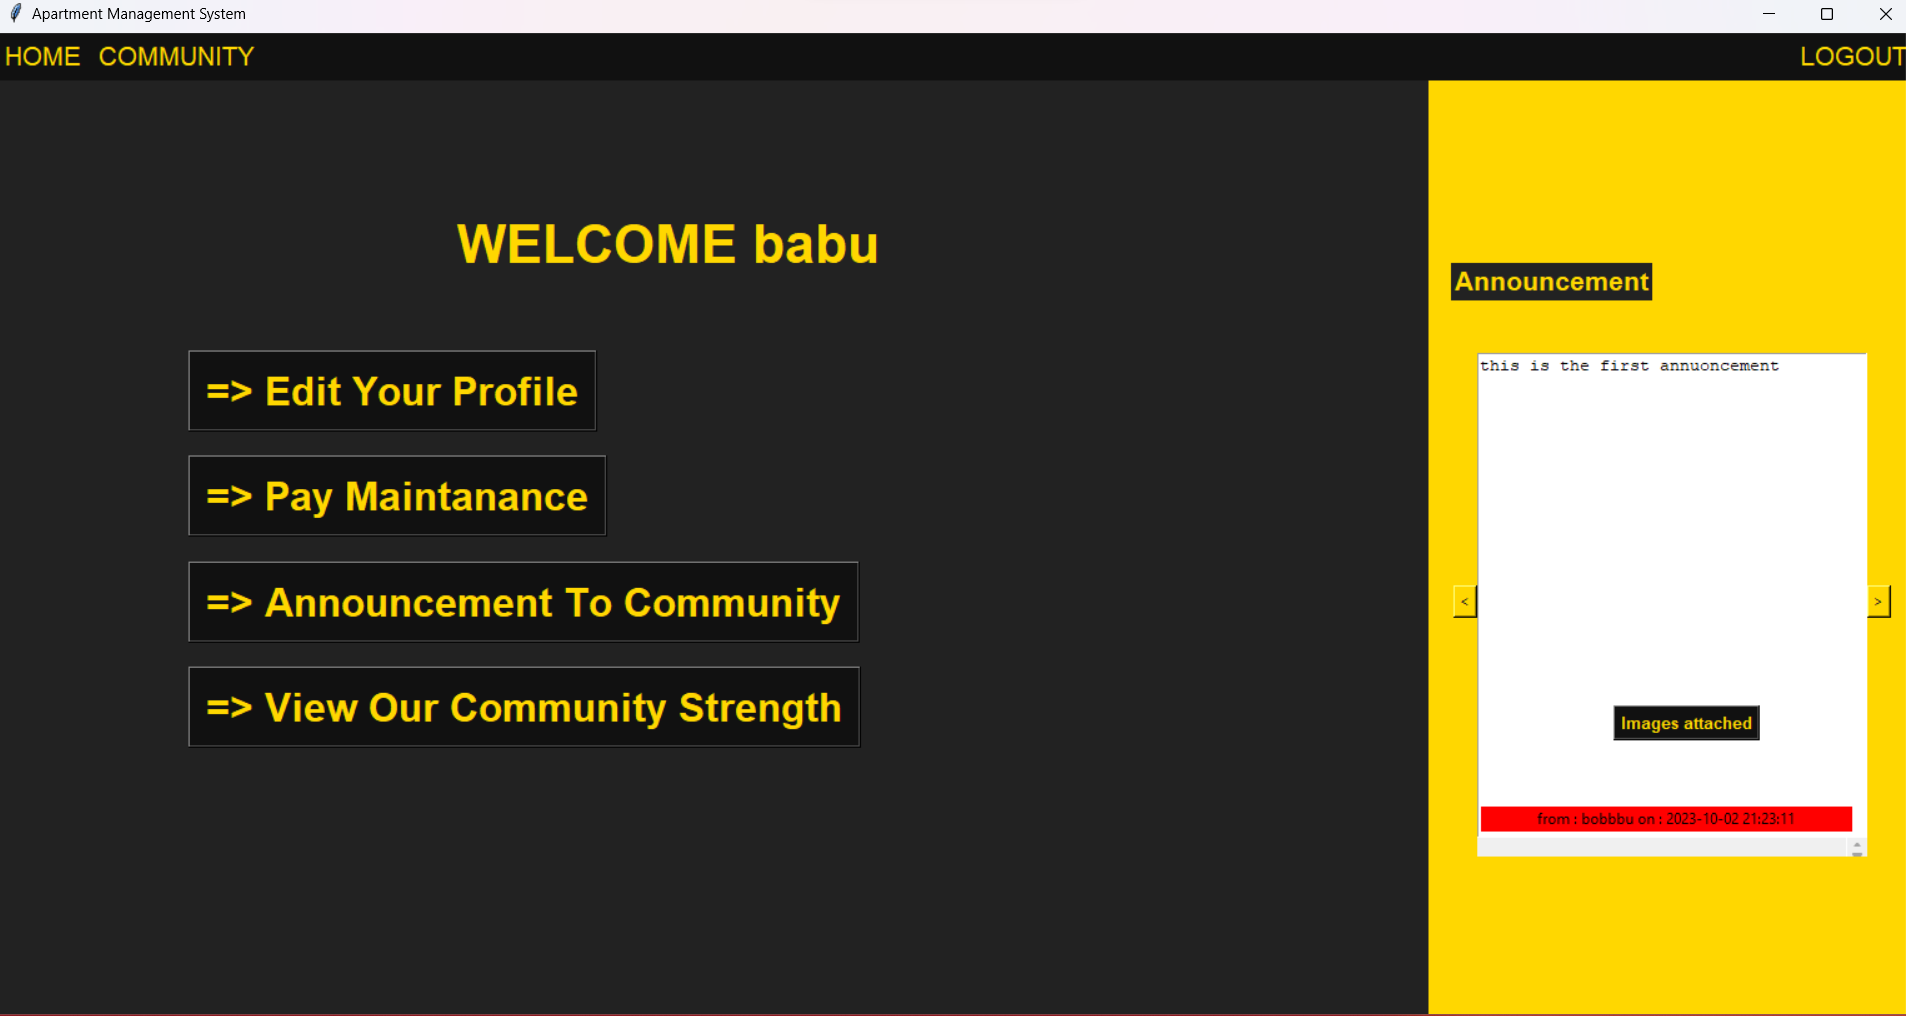 Apartment Management System
HOME COMMUNITY LOGOUT
WELCOME babu
=> Edit Your Profile
=> Pay Maintanance
=> Announcement To Community
=> View Our Community Strength
Announcement
this is the first annuoncement
< >
Images attached
from : bobbbu on : 2023-10-02 21:23:11